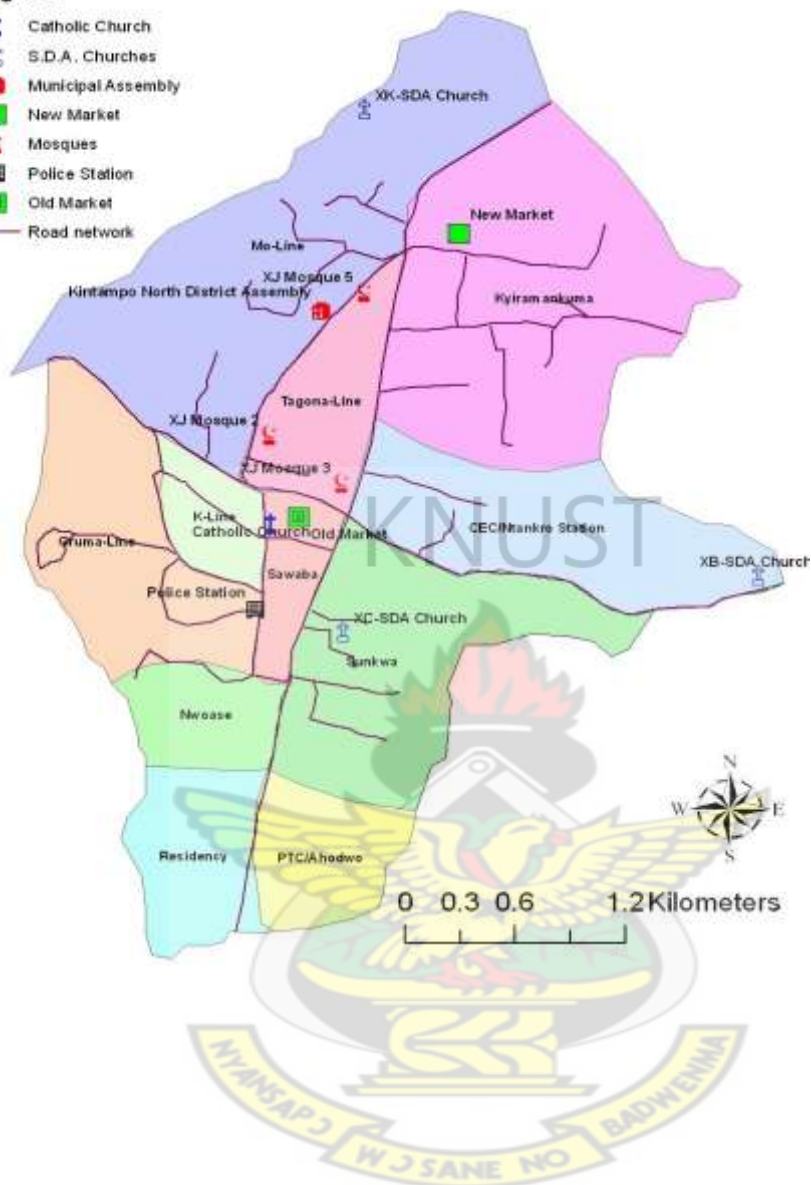 Catholic Church
S.D.A. Churches
Municipal Assembly
New Market
Mosques
Police Station
Old Market
Road network
XK-SDA Church
New Market
Mo-Line
XJ Mosque 5
Kintampo North District Assembly
Kyiramankuma
Tagona-Line
XJ Mosque 2
XJ Mosque 3
KNUST
K-Line
Catholic Church
Old Market
CEC/Ntankro Station
Gruma-Line
XB-SDA Church
Sawaba
Police Station
XC-SDA Church
Sunkwa
Nwoase
N
W
E
S
Residency
PTC/Ahodwo
0 0.3 0.6 1.2 Kilometers
NYANSAPƆ WƆSANE NO BADWENMA